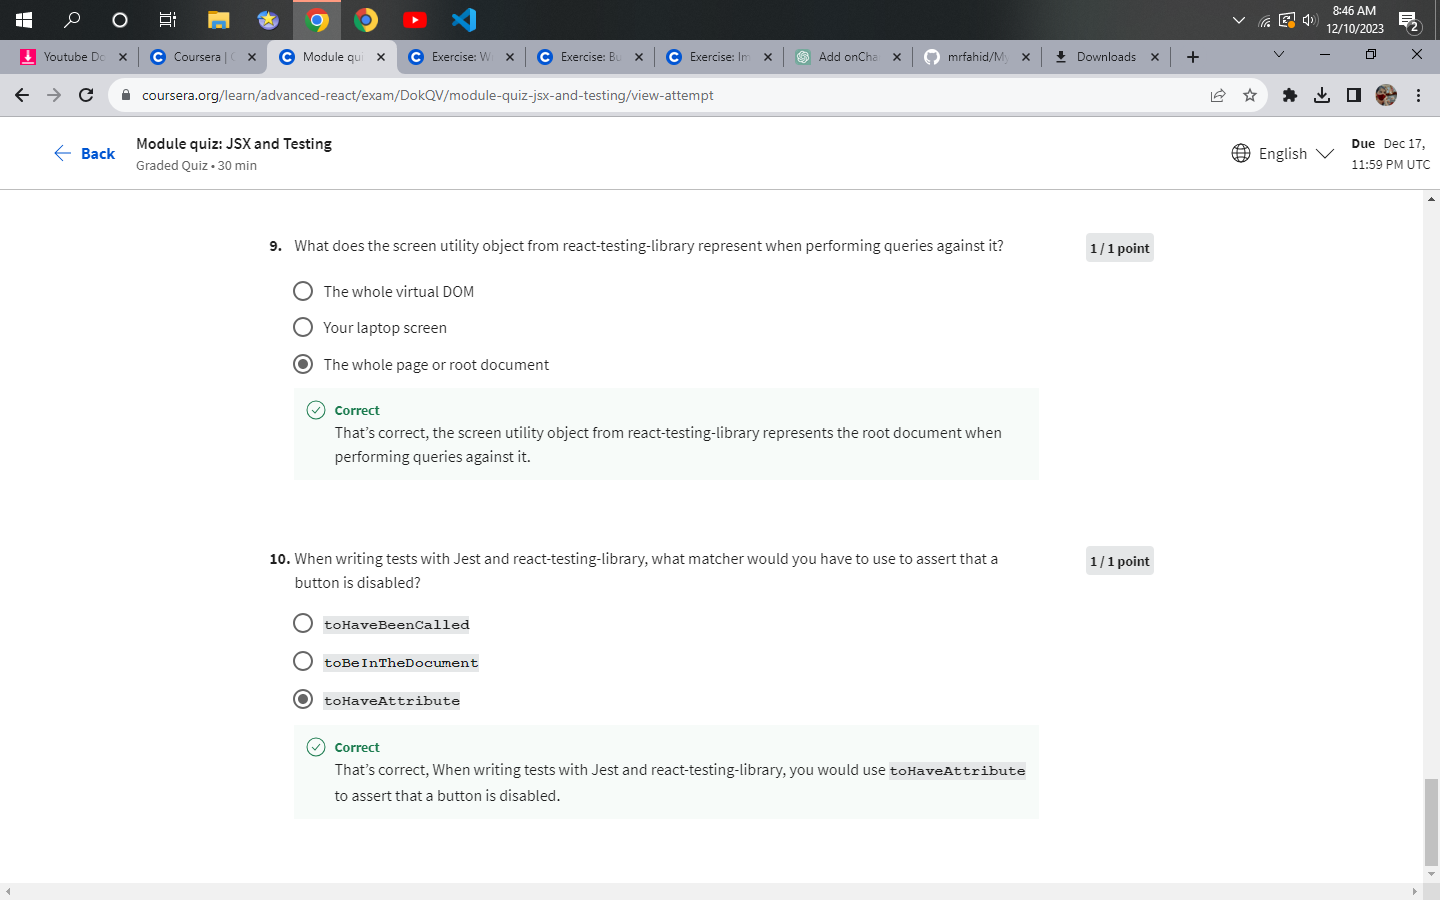 8:46 AM
12/10/2023
2
Youtube Do
Coursera | 
Module qui
Exercise: W
Exercise: Bu
Exercise: Im
Add onCha
mrfahid/My
Downloads
coursera.org/learn/advanced-react/exam/DokQV/module-quiz-jsx-and-testing/view-attempt
Back
Module quiz: JSX and Testing
Graded Quiz • 30 min
English
Due Dec 17,
11:59 PM UTC
9. What does the screen utility object from react-testing-library represent when performing queries against it?
1 / 1 point
The whole virtual DOM
Your laptop screen
The whole page or root document
Correct
That’s correct, the screen utility object from react-testing-library represents the root document when
performing queries against it.
10. When writing tests with Jest and react-testing-library, what matcher would you have to use to assert that a
button is disabled?
1 / 1 point
toHaveBeenCalled
toBeInTheDocument
toHaveAttribute
Correct
That’s correct, When writing tests with Jest and react-testing-library, you would use toHaveAttribute
to assert that a button is disabled.